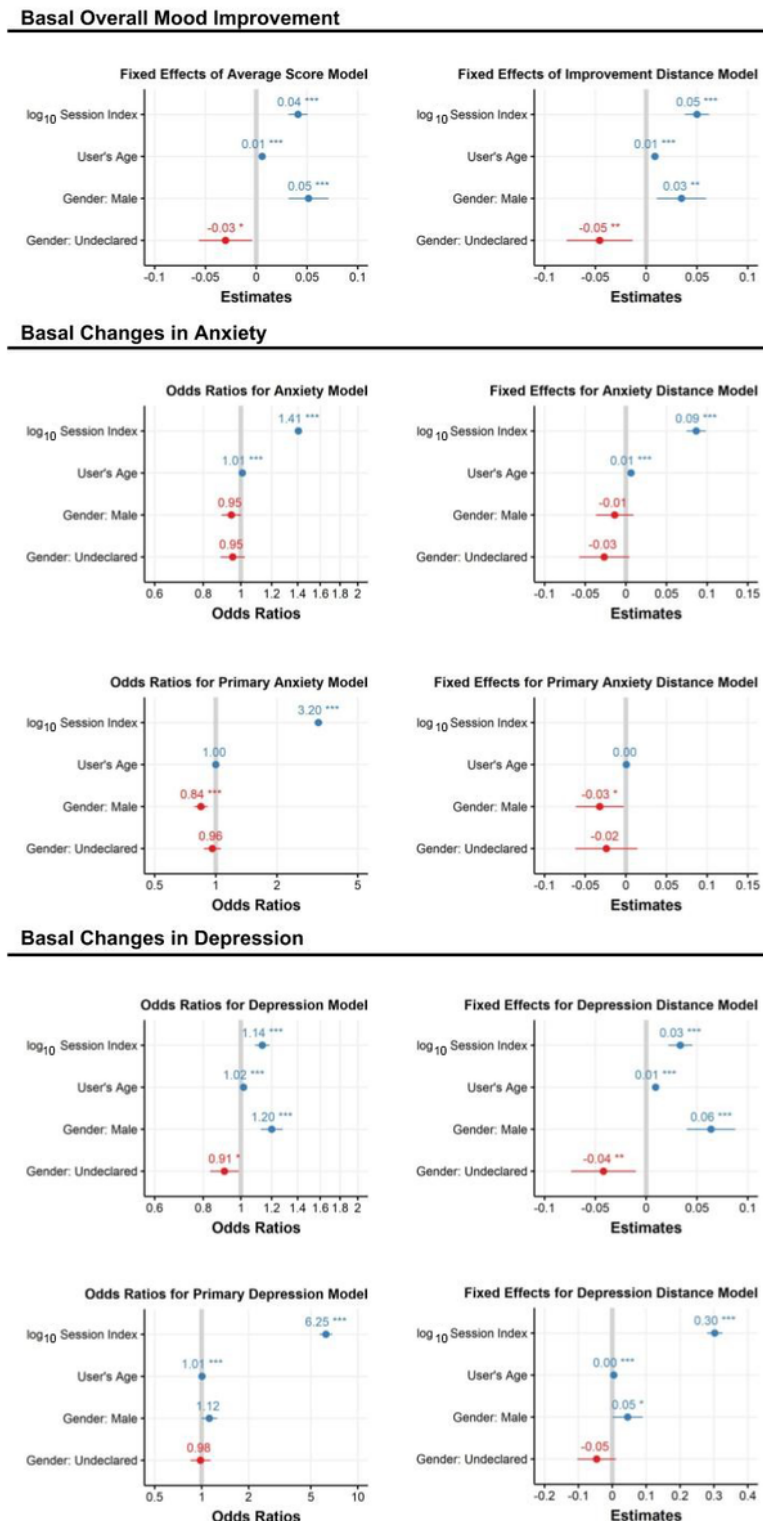 Basal Overall Mood Improvement
Fixed Effects of Average Score Model
log10 Session Index
User's Age
Gender: Male
Gender: Undeclared
0.04 ***
0.01 ***
0.05 ***
-0.03 *
-0.1 -0.05 0 0.05 0.1
Estimates
Fixed Effects of Improvement Distance Model
log10 Session Index
User's Age
Gender: Male
Gender: Undeclared
0.05 ***
0.01 ***
0.03 **
-0.05 **
-0.1 -0.05 0 0.05 0.1
Estimates
Basal Changes in Anxiety
Odds Ratios for Anxiety Model
log10 Session Index
User's Age
Gender: Male
Gender: Undeclared
1.41 ***
1.01 ***
0.95
0.95
0.6 0.8 1 1.2 1.4 1.6 1.8 2
Odds Ratios
Fixed Effects for Anxiety Distance Model
log10 Session Index
User's Age
Gender: Male
Gender: Undeclared
0.09 ***
0.01 ***
-0.01
-0.03
-0.1 -0.05 0 0.05 0.1 0.15
Estimates
Odds Ratios for Primary Anxiety Model
log10 Session Index
User's Age
Gender: Male
Gender: Undeclared
3.20 ***
1.00
0.84 ***
0.96
0.5 1 2 5
Odds Ratios
Fixed Effects for Primary Anxiety Distance Model
log10 Session Index
User's Age
Gender: Male
Gender: Undeclared
0.00
-0.03 *
-0.02
-0.1 -0.05 0 0.05 0.1 0.15
Estimates
Basal Changes in Depression
Odds Ratios for Depression Model
log10 Session Index
User's Age
Gender: Male
Gender: Undeclared
1.14 ***
1.02 ***
1.20 ***
0.91 *
0.6 0.8 1 1.2 1.4 1.6 1.8 2
Odds Ratios
Fixed Effects for Depression Distance Model
log10 Session Index
User's Age
Gender: Male
Gender: Undeclared
0.03 ***
0.01 ***
0.06 ***
-0.04 **
-0.1 -0.05 0 0.05 0.1
Estimates
Odds Ratios for Primary Depression Model
log10 Session Index
User's Age
Gender: Male
Gender: Undeclared
6.25 ***
1.01 ***
1.12
0.98
0.5 1 2 5 10
Odds Ratios
Fixed Effects for Depression Distance Model
log10 Session Index
User's Age
Gender: Male
Gender: Undeclared
0.30 ***
0.00 ***
0.05 *
-0.05
-0.2 -0.1 0 0.1 0.2 0.3 0.4
Estimates